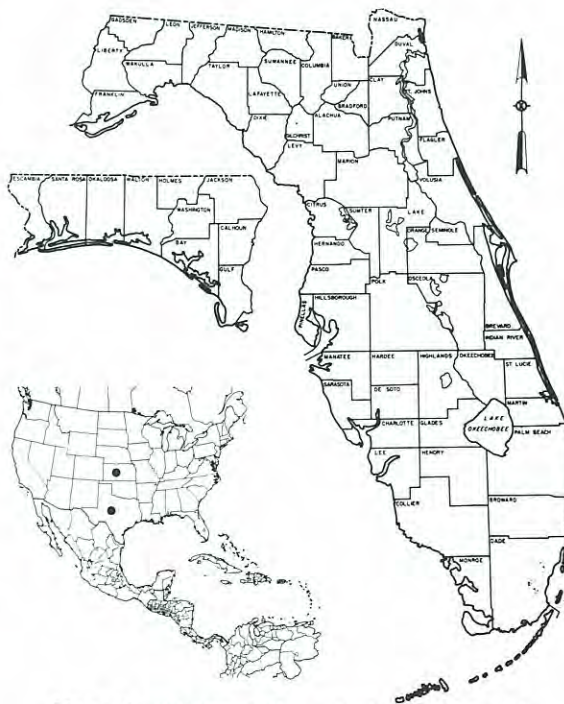 NASSAU
GADSDEN
LEON
JEFFERSON
MADISON
HAMILTON
BAKER
DUVAL
LIBERTY
WAKULLA
TAYLOR
SUWANNEE
COLUMBIA
UNION
CLAY
ST. JOHNS
FRANKLIN
LAFAYETTE
BRADFORD
PUTNAM
DIXIE
GILCHRIST
ALACHUA
FLAGLER
LEVY
MARION
VOLUSIA
ESCAMBIA
SANTA ROSA
OKALOOSA
WALTON
HOLMES
JACKSON
WASHINGTON
CALHOUN
BAY
GULF
CITRUS
SUMTER
LAKE
ORANGE
SEMINOLE
HERNANDO
PASCO
POLK
OSCEOLA
HILLSBOROUGH
PINELLAS
BREVARD
INDIAN RIVER
MANATEE
HARDEE
HIGHLANDS
OKEECHOBEE
ST LUCIE
SARASOTA
DE SOTO
MARTIN
CHARLOTTE
GLADES
LAKE
OKEECHOBEE
PALM BEACH
LEE
HENDRY
COLLIER
BROWARD
DADE
MONROE